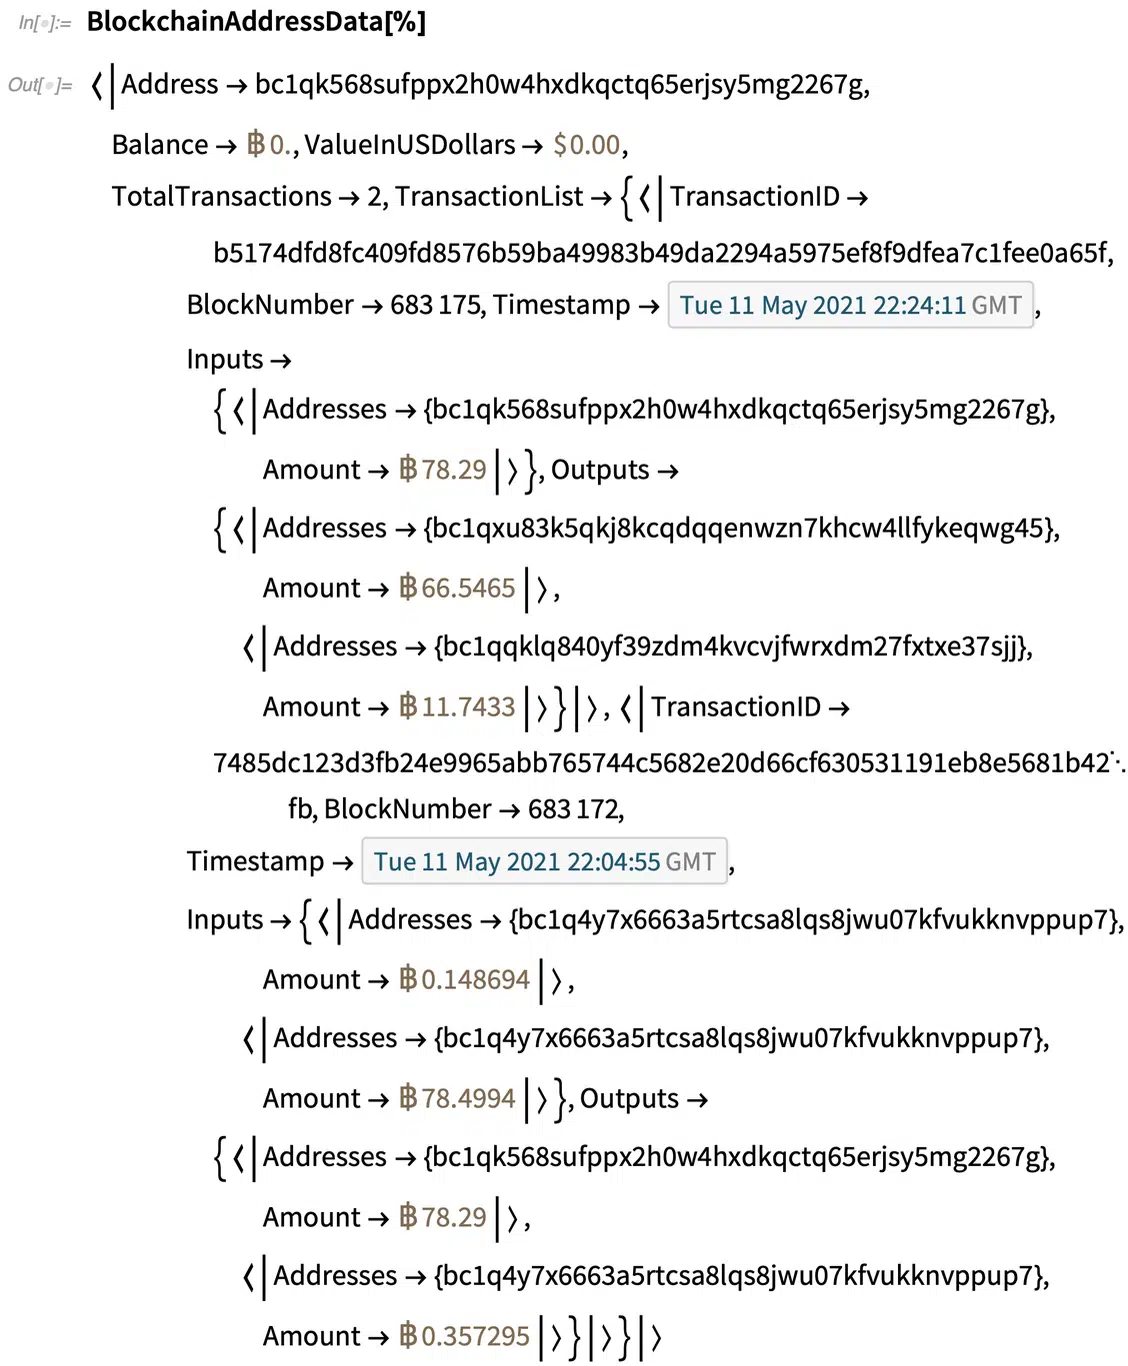 In[●]:= BlockchainAddressData[%]
Out[●]= <|Address → bc1qk568sufppx2h0w4hxdkqctq65erjsy5mg2267g,
Balance → ฿0., ValueInUSDollars → $0.00,
TotalTransactions → 2, TransactionList → {<|TransactionID →
b5174dfd8fc409fd8576b59ba49983b49da2294a5975ef8f9dfea7c1fee0a65f,
BlockNumber → 683 175, Timestamp → Tue 11 May 2021 22:24:11 GMT,
Inputs →
{<|Addresses → {bc1qk568sufppx2h0w4hxdkqctq65erjsy5mg2267g},
Amount → ฿78.29|>}, Outputs →
{<|Addresses → {bc1qxu83k5qkj8kcqdqqenwzn7khcw4llfykeqwg45},
Amount → ฿66.5465|>,
<|Addresses → {bc1qqklq840yf39zdm4kvcvjfwrxdm27fxtxe37sjj},
Amount → ฿11.7433|>}|>, <|TransactionID →
7485dc123d3fb24e9965abb765744c5682e20d66cf630531191eb8e5681b42⋱
fb, BlockNumber → 683 172,
Timestamp → Tue 11 May 2021 22:04:55 GMT,
Inputs → {<|Addresses → {bc1q4y7x6663a5rtcsa8lqs8jwu07kfvukknvppup7},
Amount → ฿0.148694|>,
<|Addresses → {bc1q4y7x6663a5rtcsa8lqs8jwu07kfvukknvppup7},
Amount → ฿78.4994|>}, Outputs →
{<|Addresses → {bc1qk568sufppx2h0w4hxdkqctq65erjsy5mg2267g},
Amount → ฿78.29|>,
<|Addresses → {bc1q4y7x6663a5rtcsa8lqs8jwu07kfvukknvppup7},
Amount → ฿0.357295|>}|>}|>